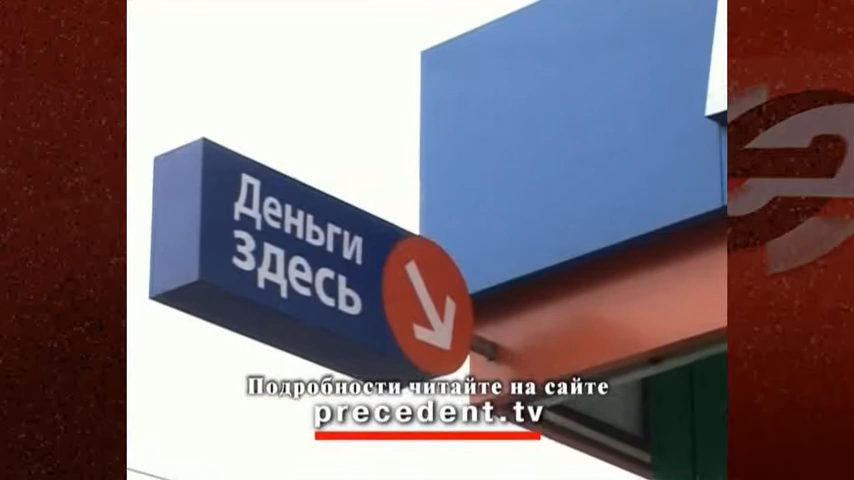 Деньги
здесь
Подробности читайте на сайте
precedent.tv